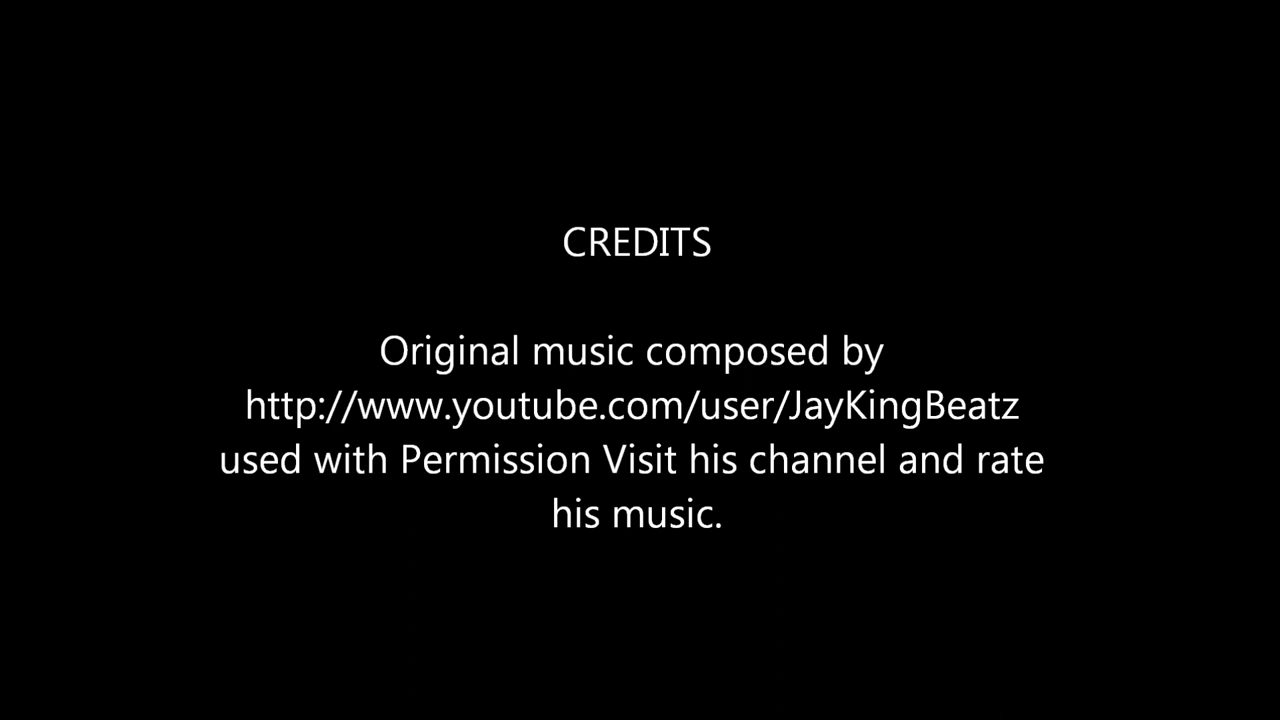 CREDITS
Original music composed by
http://www.youtube.com/user/JayKingBeatz
used with Permission Visit his channel and rate
his music.